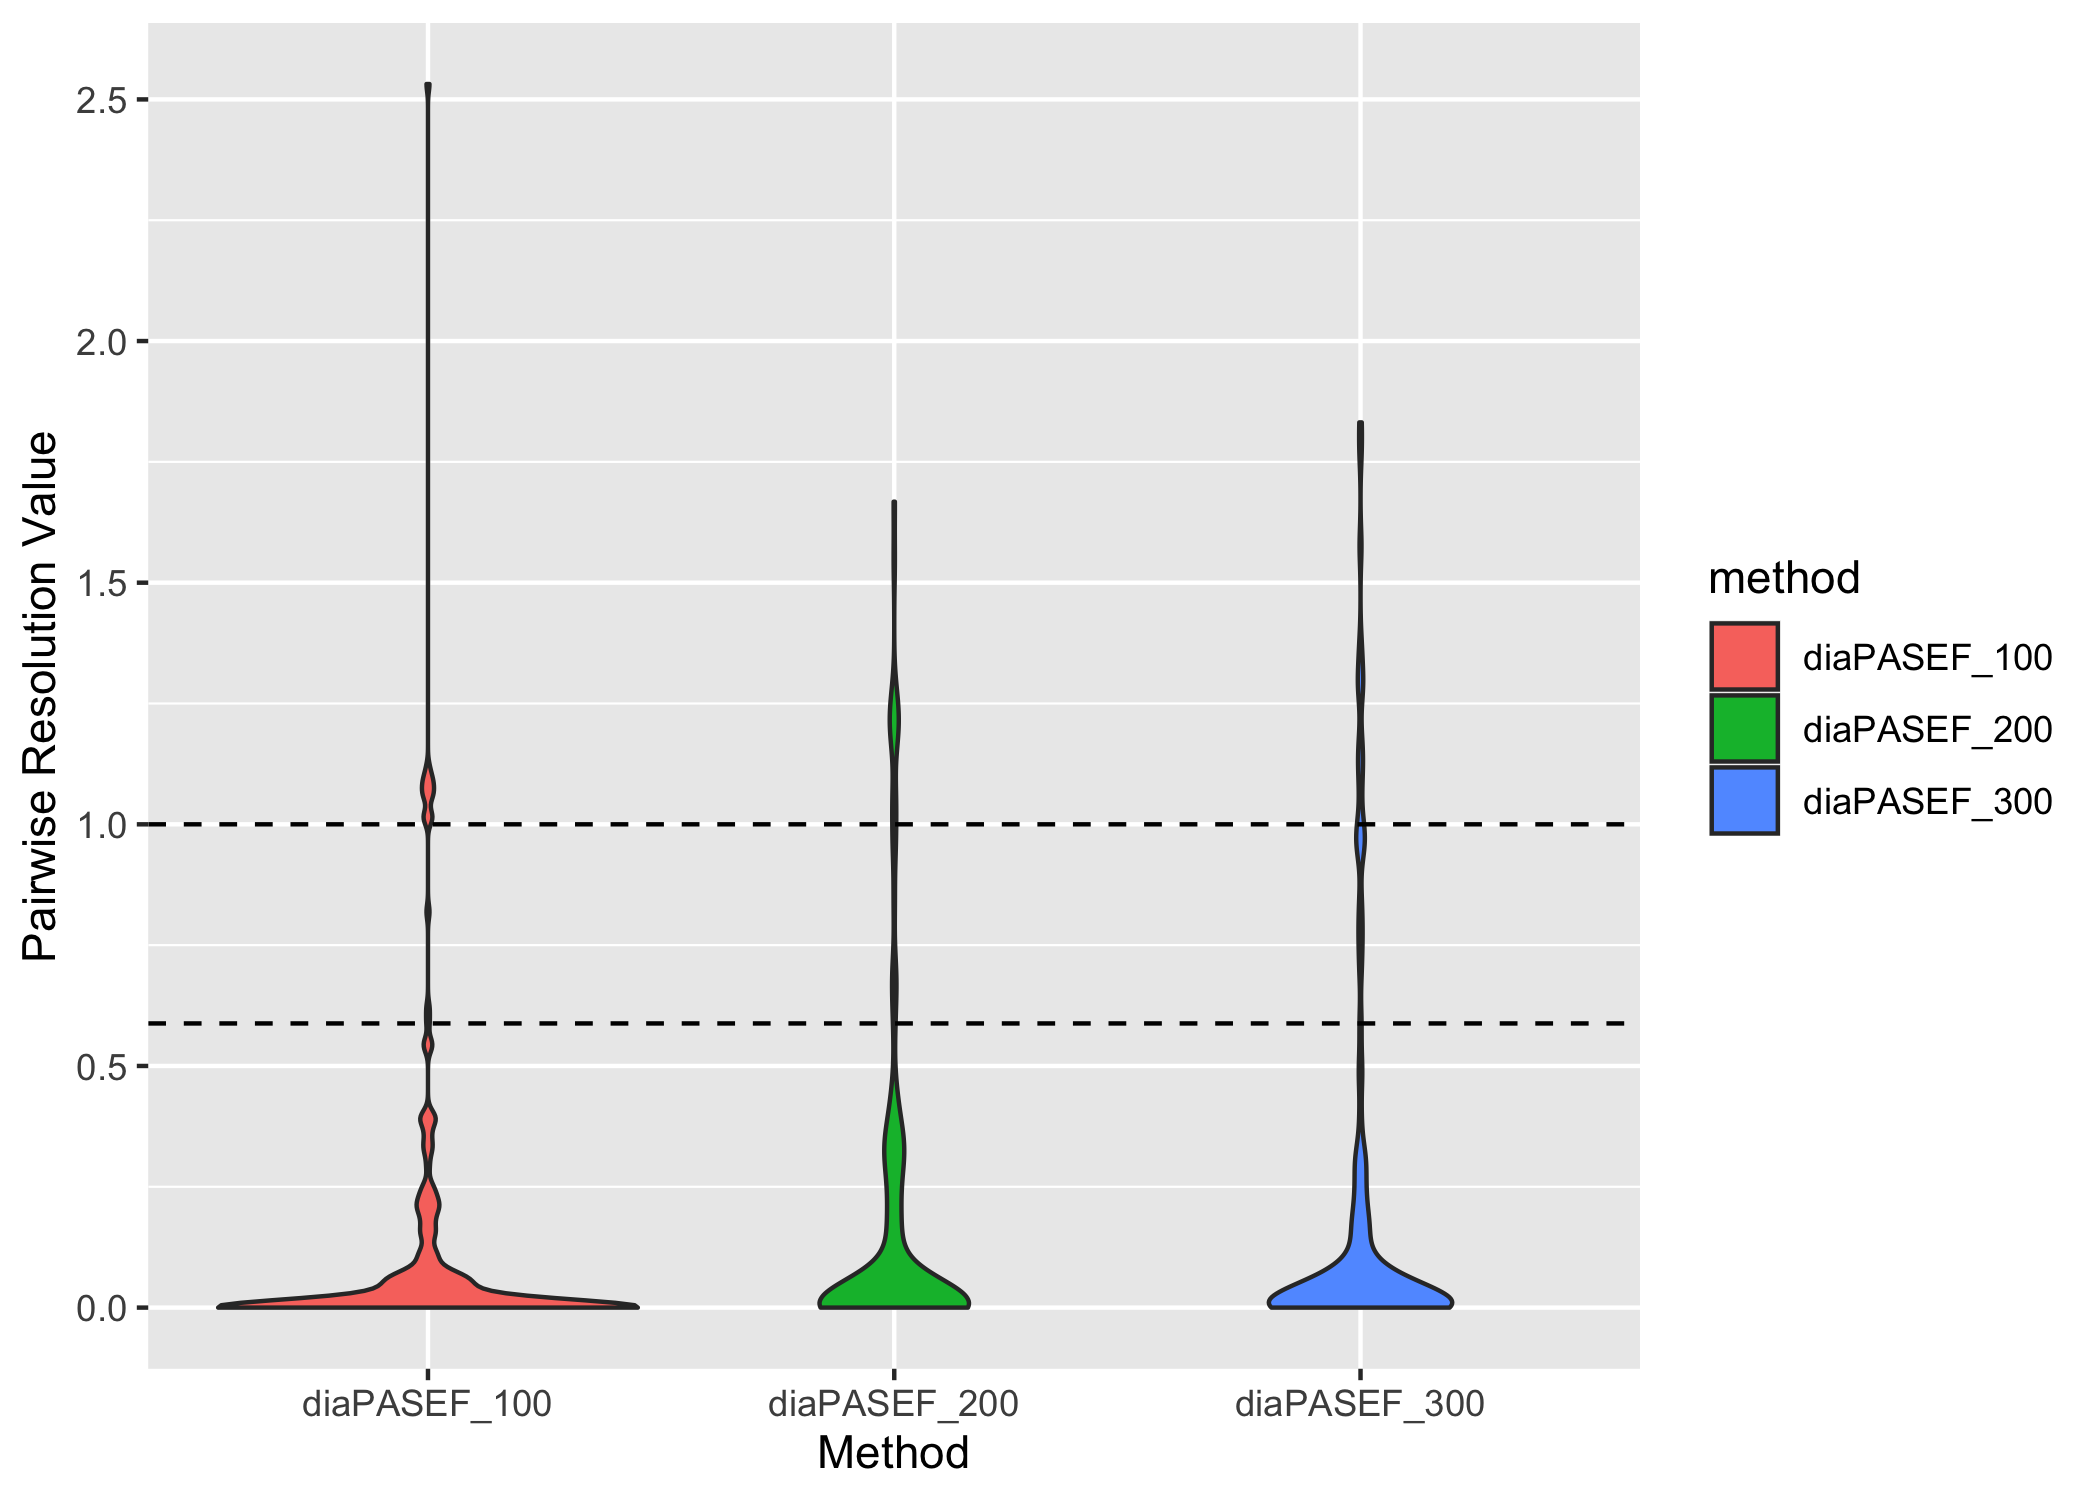 Pairwise Resolution Value
2.5
2.0
1.5
1.0
0.5
0.0
diaPASEF_100
diaPASEF_200
diaPASEF_300
Method
method
diaPASEF_100
diaPASEF_200
diaPASEF_300